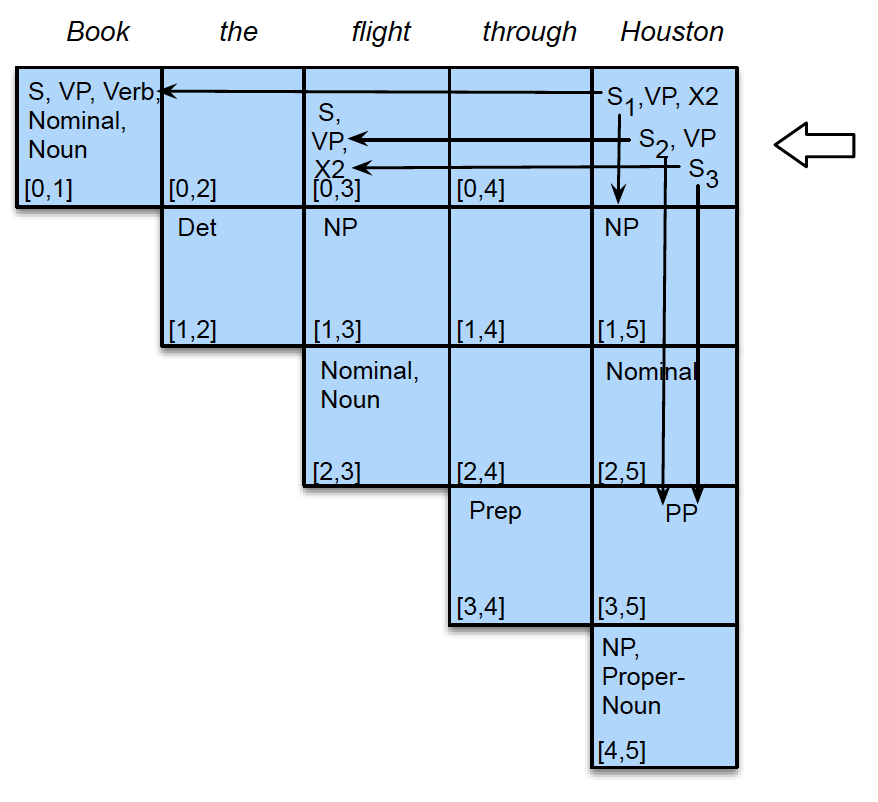 Book the flight through Houston
S, VP, Verb, Nominal, Noun
[0,1]
[0,2]
S, VP, X2
[0,3]
[0,4]
S1,VP, X2
S2, VP
S3
Det
[1,2]
NP
[1,3]
[1,4]
NP
[1,5]
Nominal, Noun
[2,3]
[2,4]
Nominal
[2,5]
Prep
[3,4]
PP
[3,5]
NP, Proper-Noun
[4,5]